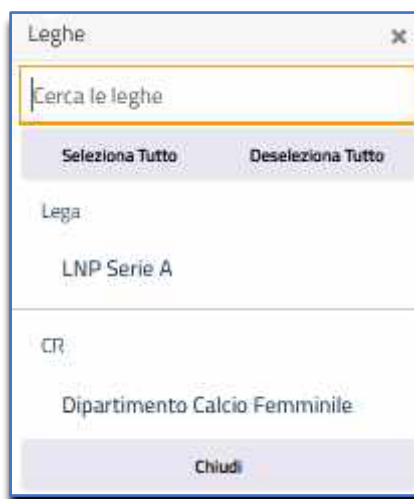 Leghe ×
Cerca le leghe
Seleziona Tutto Deseleziona Tutto
Lega
LNP Serie A
CR
Dipartimento Calcio Femminile
Chiudi